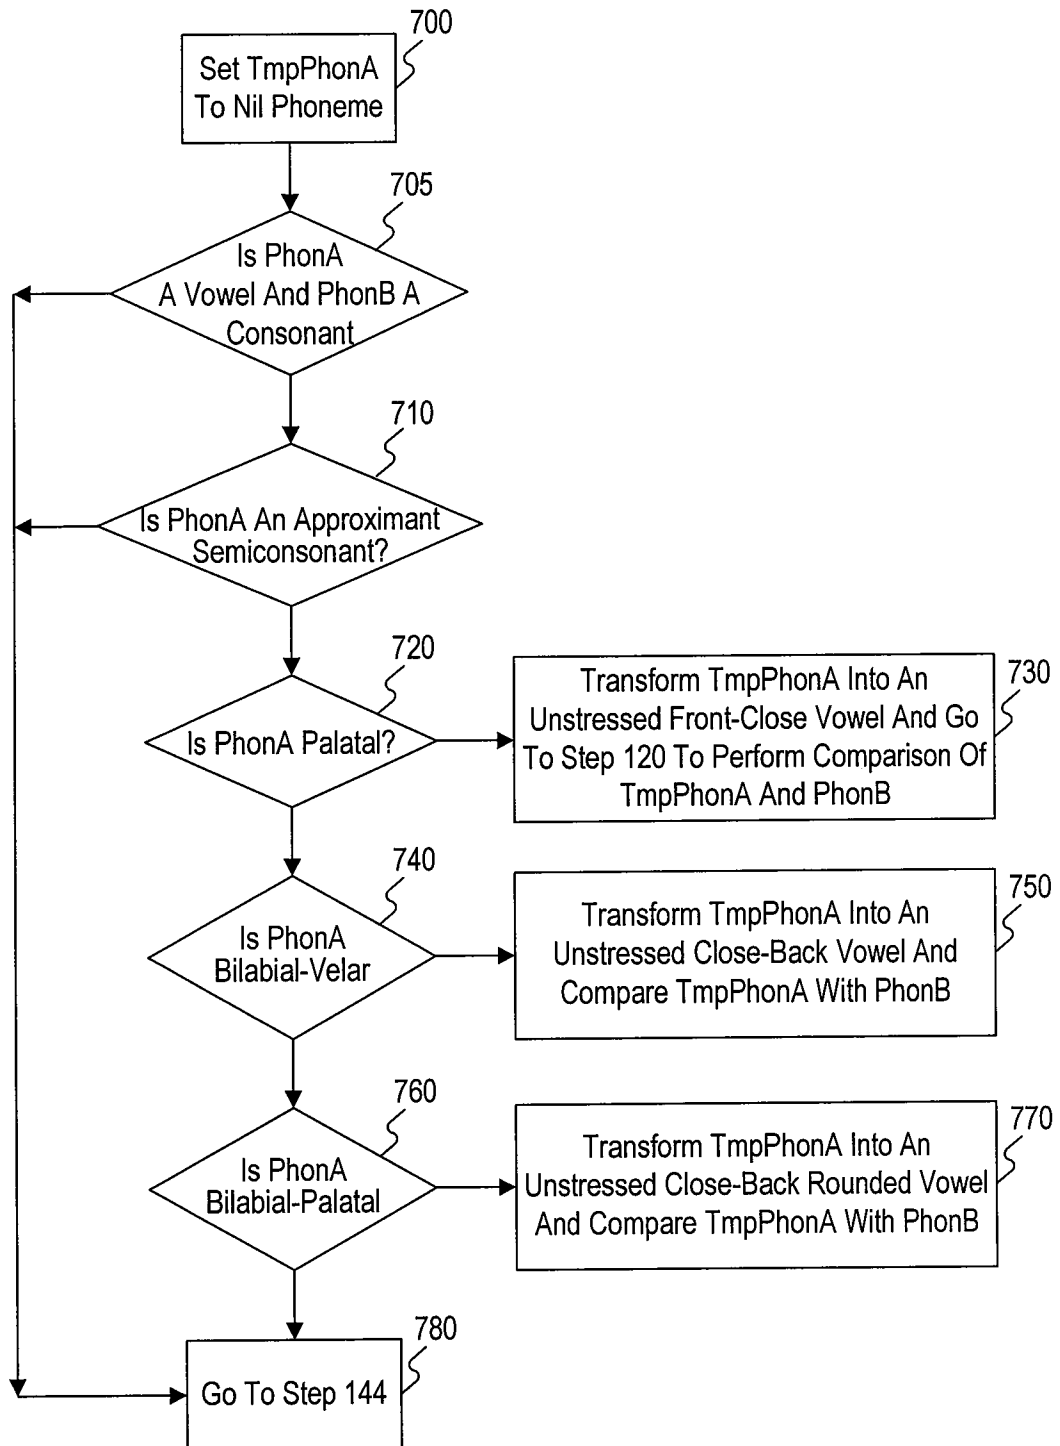 700
Set TmpPhonA
To Nil Phoneme
705
Is PhonA
A Vowel And PhonB A
Consonant
710
Is PhonA An Approximant
Semiconsonant?
720
Is PhonA Palatal?
730
Transform TmpPhonA Into An
Unstressed Front-Close Vowel And Go
To Step 120 To Perform Comparison Of
TmpPhonA And PhonB
740
Is PhonA
Bilabial-Velar
750
Transform TmpPhonA Into An
Unstressed Close-Back Vowel And
Compare TmpPhonA With PhonB
760
Is PhonA
Bilabial-Palatal
770
Transform TmpPhonA Into An
Unstressed Close-Back Rounded Vowel
And Compare TmpPhonA With PhonB
780
Go To Step 144